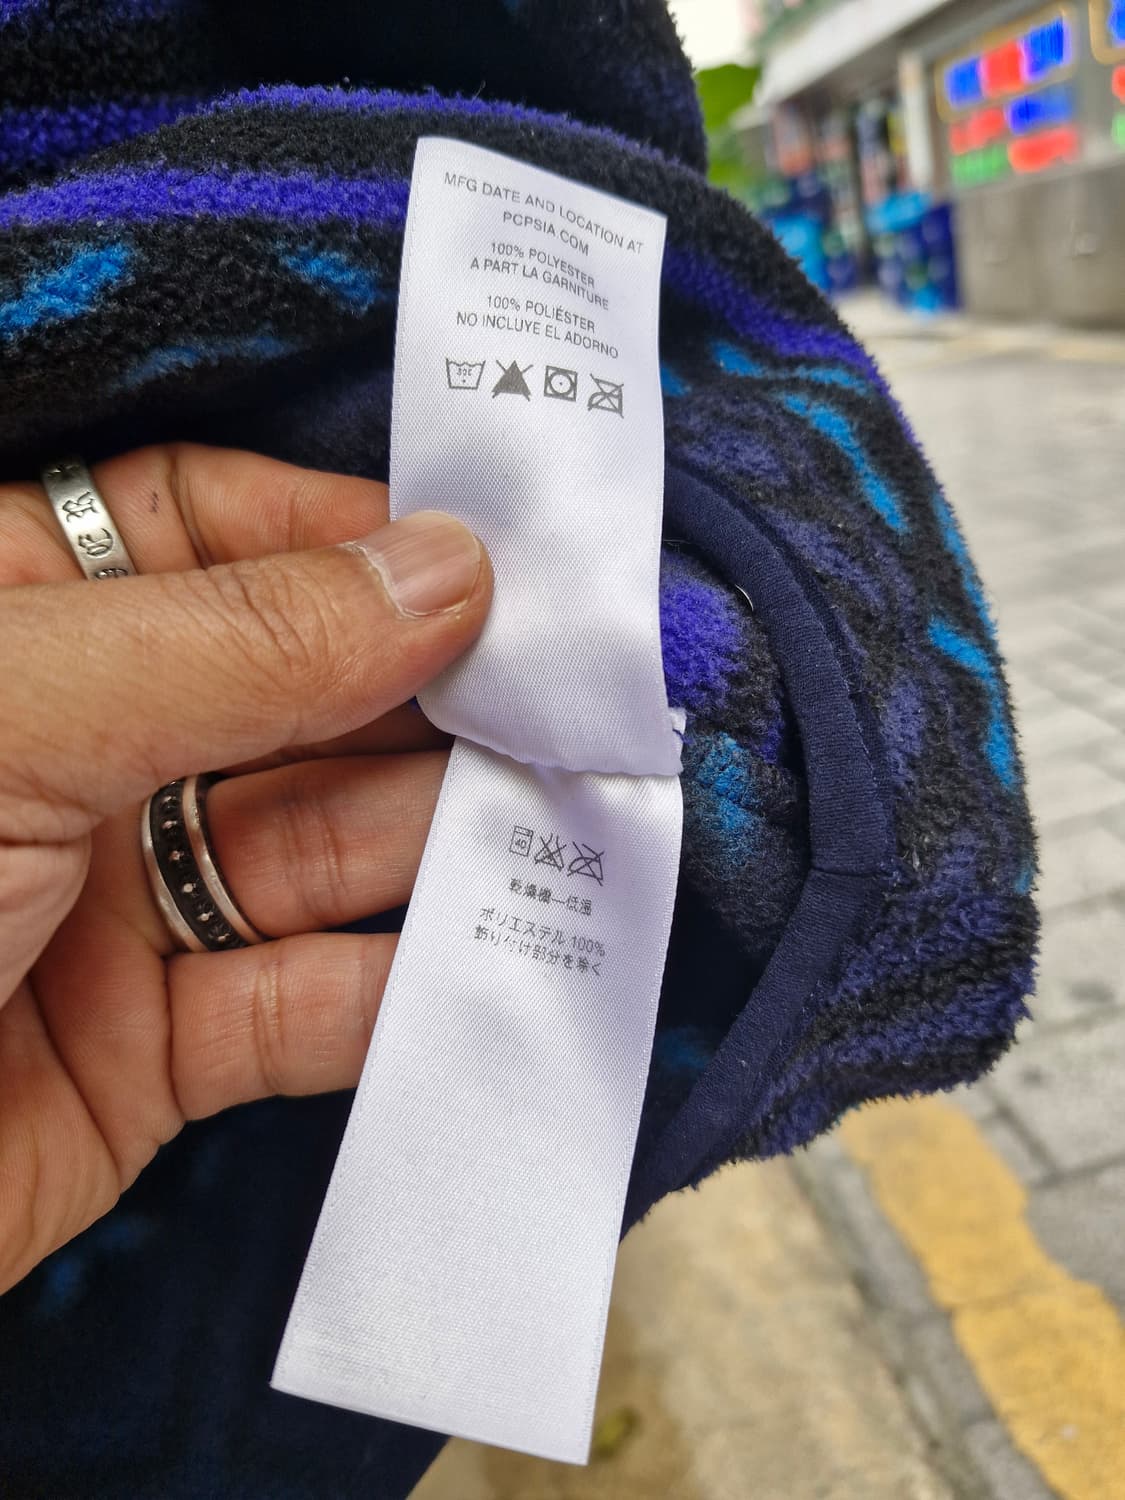 MFG DATE AND LOCATION AT
PCPSIA.COM
100% POLYESTER
A PART LA GARNITURE
100% POLIÉSTER
NO INCLUYE EL ADORNO
30C
40
乾燥機—低温
ポリエステル 100%
飾り付け部分を除く